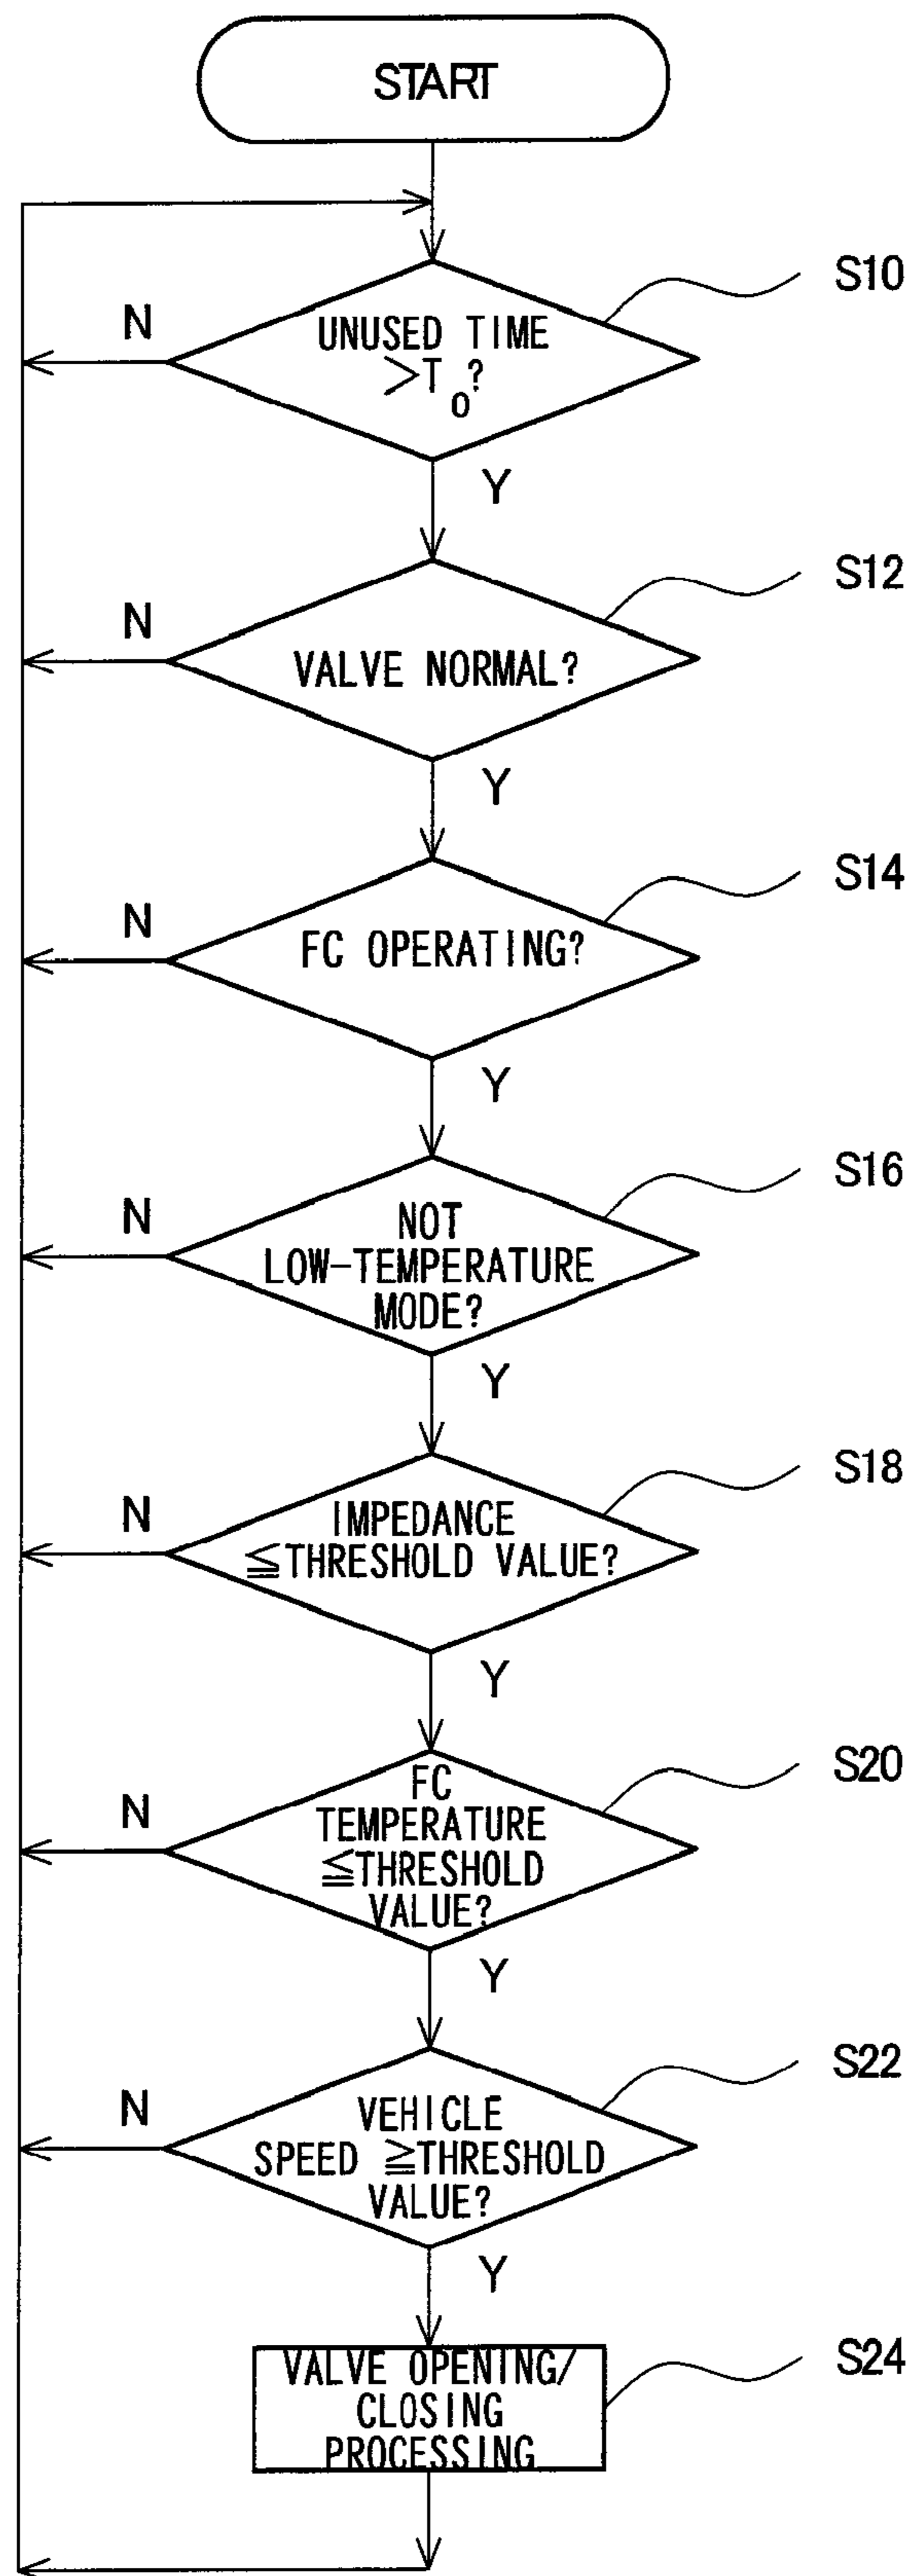 START
S10
N
UNUSED TIME
>T0?
Y
S12
N
VALVE NORMAL?
Y
S14
N
FC OPERATING?
Y
S16
N
NOT
LOW-TEMPERATURE
MODE?
Y
S18
N
IMPEDANCE
≦THRESHOLD VALUE?
Y
S20
N
FC
TEMPERATURE
≦THRESHOLD
VALUE?
Y
S22
N
VEHICLE
SPEED ≧THRESHOLD
VALUE?
Y
S24
VALVE OPENING/
CLOSING
PROCESSING